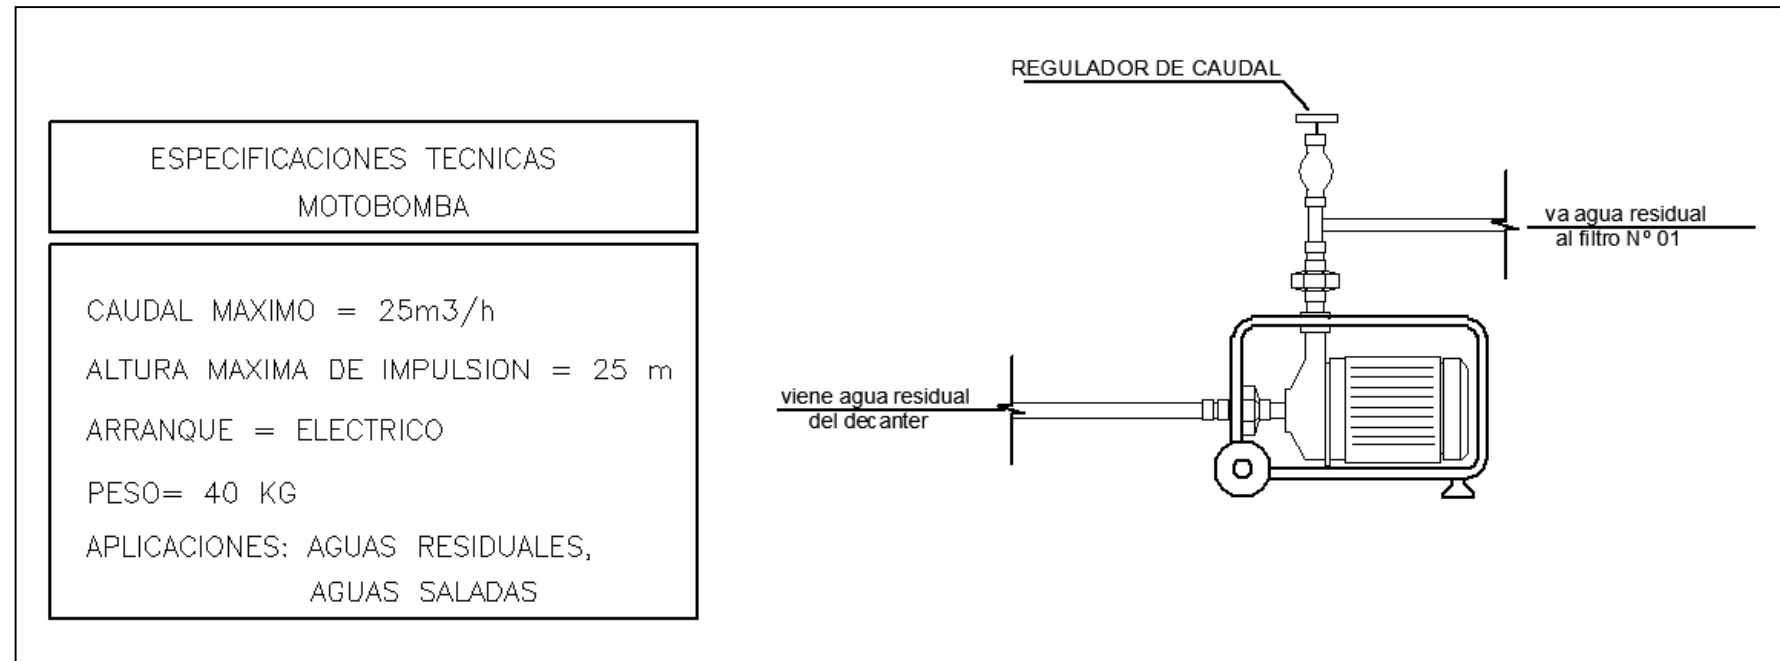 ESPECIFICACIONES TECNICAS
MOTOBOMBA
CAUDAL MAXIMO = 25m3/h
ALTURA MAXIMA DE IMPULSION = 25 m
ARRANQUE = ELECTRICO
PESO= 40 KG
APLICACIONES: AGUAS RESIDUALES,
AGUAS SALADAS
REGULADOR DE CAUDAL
va agua residual
al filtro Nº 01
viene agua residual
del decanter